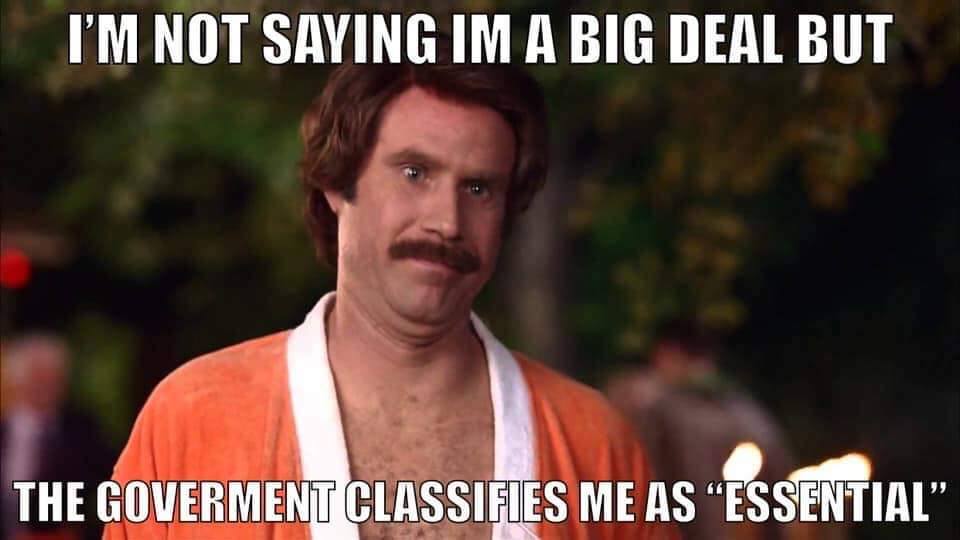 I'M NOT SAYING IM A BIG DEAL BUT
THE GOVERMENT CLASSIFIES ME AS “ESSENTIAL”